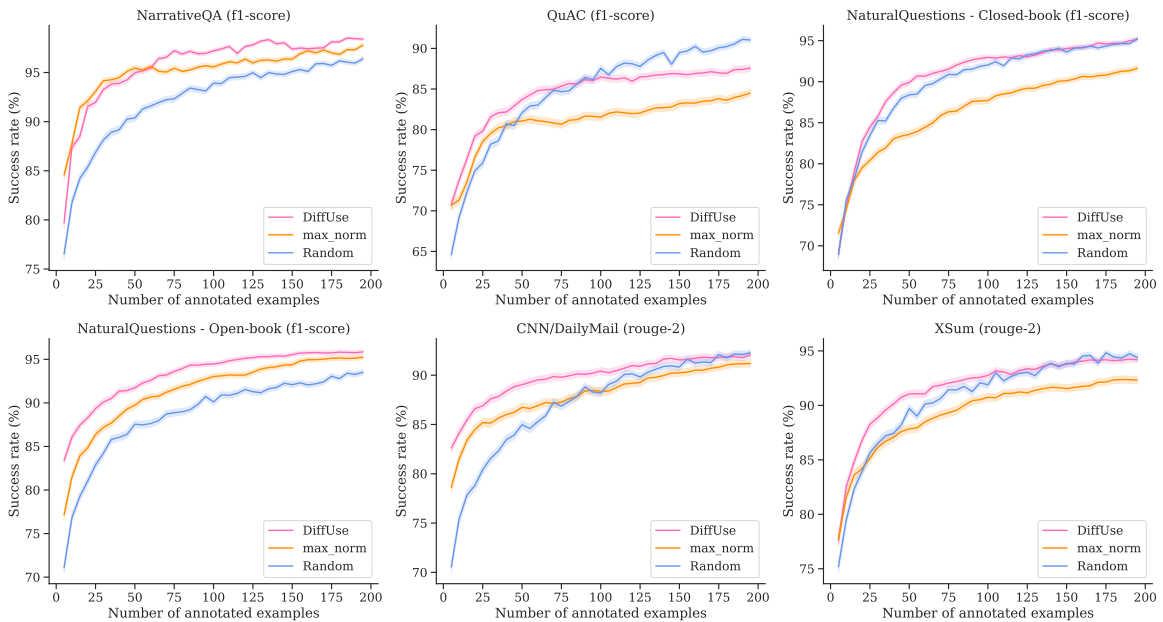 NarrativeQA (f1-score)
Success rate (%)
95
90
85
80
75
0 25 50 75 100 125 150 175 200
Number of annotated examples
DiffUse
max_norm
Random
QuAC (f1-score)
Success rate (%)
90
85
80
75
70
65
0 25 50 75 100 125 150 175 200
Number of annotated examples
DiffUse
max_norm
Random
NaturalQuestions - Closed-book (f1-score)
Success rate (%)
95
90
85
80
75
70
0 25 50 75 100 125 150 175 200
Number of annotated examples
DiffUse
max_norm
Random
NaturalQuestions - Open-book (f1-score)
Success rate (%)
95
90
85
80
75
70
0 25 50 75 100 125 150 175 200
Number of annotated examples
DiffUse
max_norm
Random
CNN/DailyMail (rouge-2)
Success rate (%)
90
85
80
75
70
0 25 50 75 100 125 150 175 200
Number of annotated examples
DiffUse
max_norm
Random
XSum (rouge-2)
Success rate (%)
95
90
85
80
75
0 25 50 75 100 125 150 175 200
Number of annotated examples
DiffUse
max_norm
Random